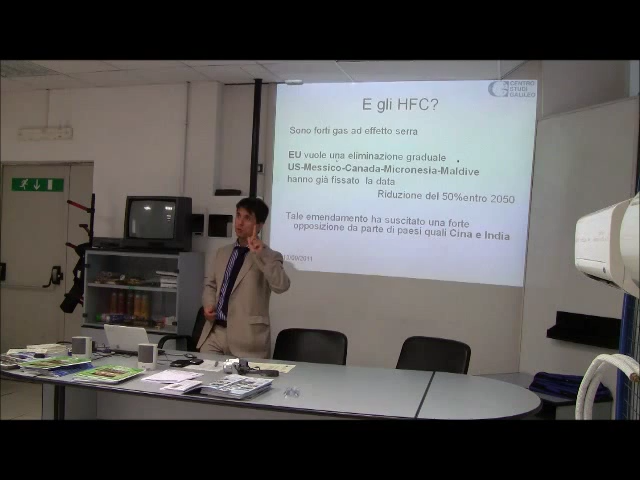 CENTRO
STUDI
GALILEO
E gli HFC?
Sono forti gas ad effetto serra
EU vuole una eliminazione graduale
US-Messico-Canada-Micronesia-Maldive
hanno già fissato la data
Riduzione del 50%entro 2050
Tale emendamento ha suscitato una forte
opposizione da parte di paesi quali Cina e India